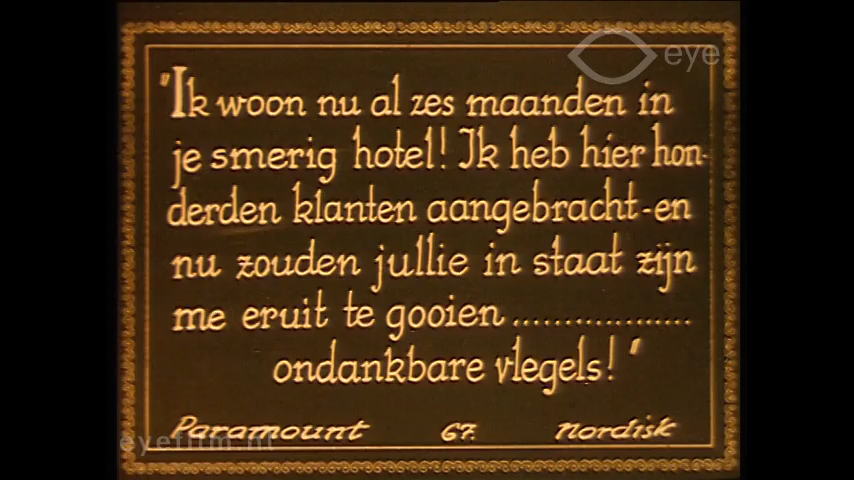 eye
"Ik woon nu al zes maanden in
je smerig hotel! Ik heb hier hon-
derden klanten aangebracht-en
nu zouden jullie in staat zijn
me eruit te gooien..................
ondankbare vlegels!"
Paramount 67. Nordisk
eyefilm.nl